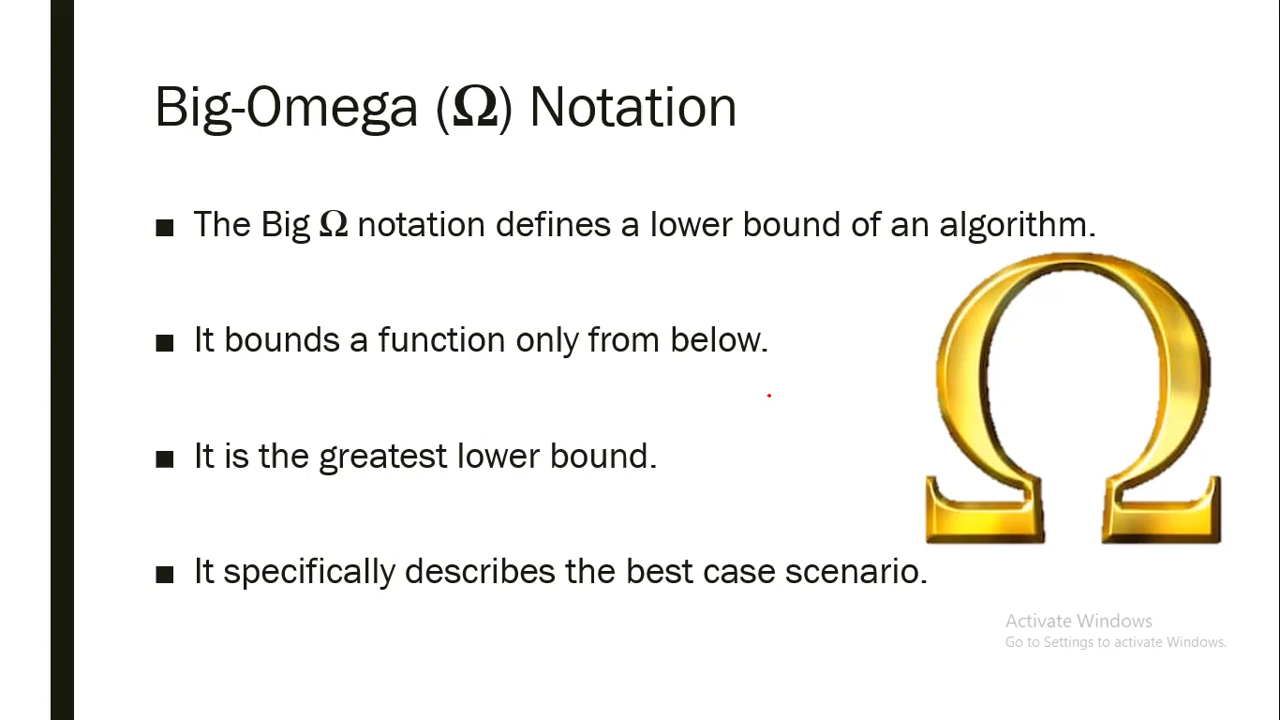 Big-Omega (Ω) Notation
■ The Big Ω notation defines a lower bound of an algorithm.
■ It bounds a function only from below.
■ It is the greatest lower bound.
■ It specifically describes the best case scenario.
Ω
Activate Windows
Go to Settings to activate Windows.